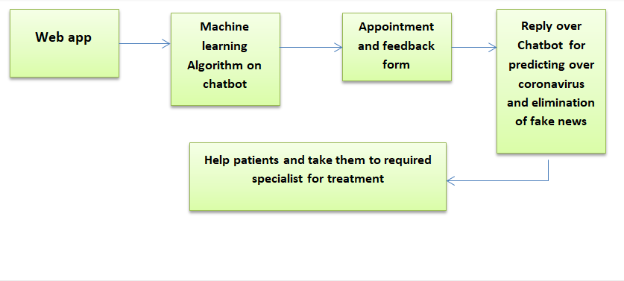 Web app
Machine
learning
Algorithm on
chatbot
Appointment
and feedback
form
Reply over
Chatbot for
predicting over
coronavirus
and elimination
of fake news
Help patients and take them to required
specialist for treatment